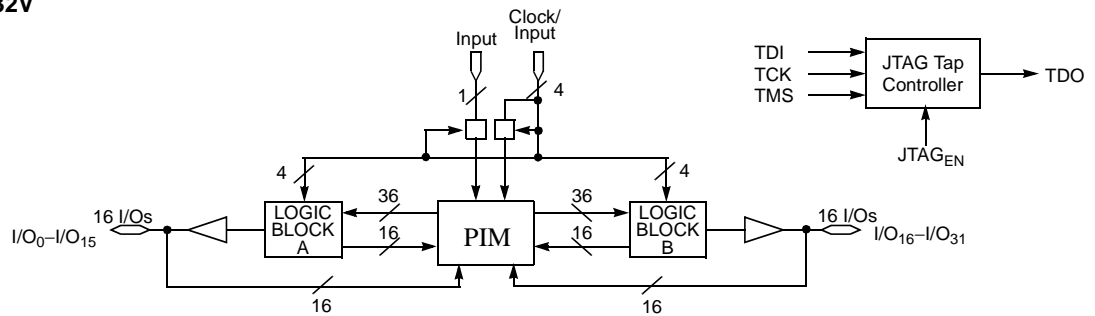 32V
Clock/
Input
Input
1
4
TDI
TCK
TMS
JTAG Tap
Controller
TDO
JTAG_EN
4
4
16 I/Os
I/O₀–I/O₁₅
LOGIC
BLOCK
A
36
16
PIM
36
16
LOGIC
BLOCK
B
16 I/Os
I/O₁₆–I/O₃₁
16
16